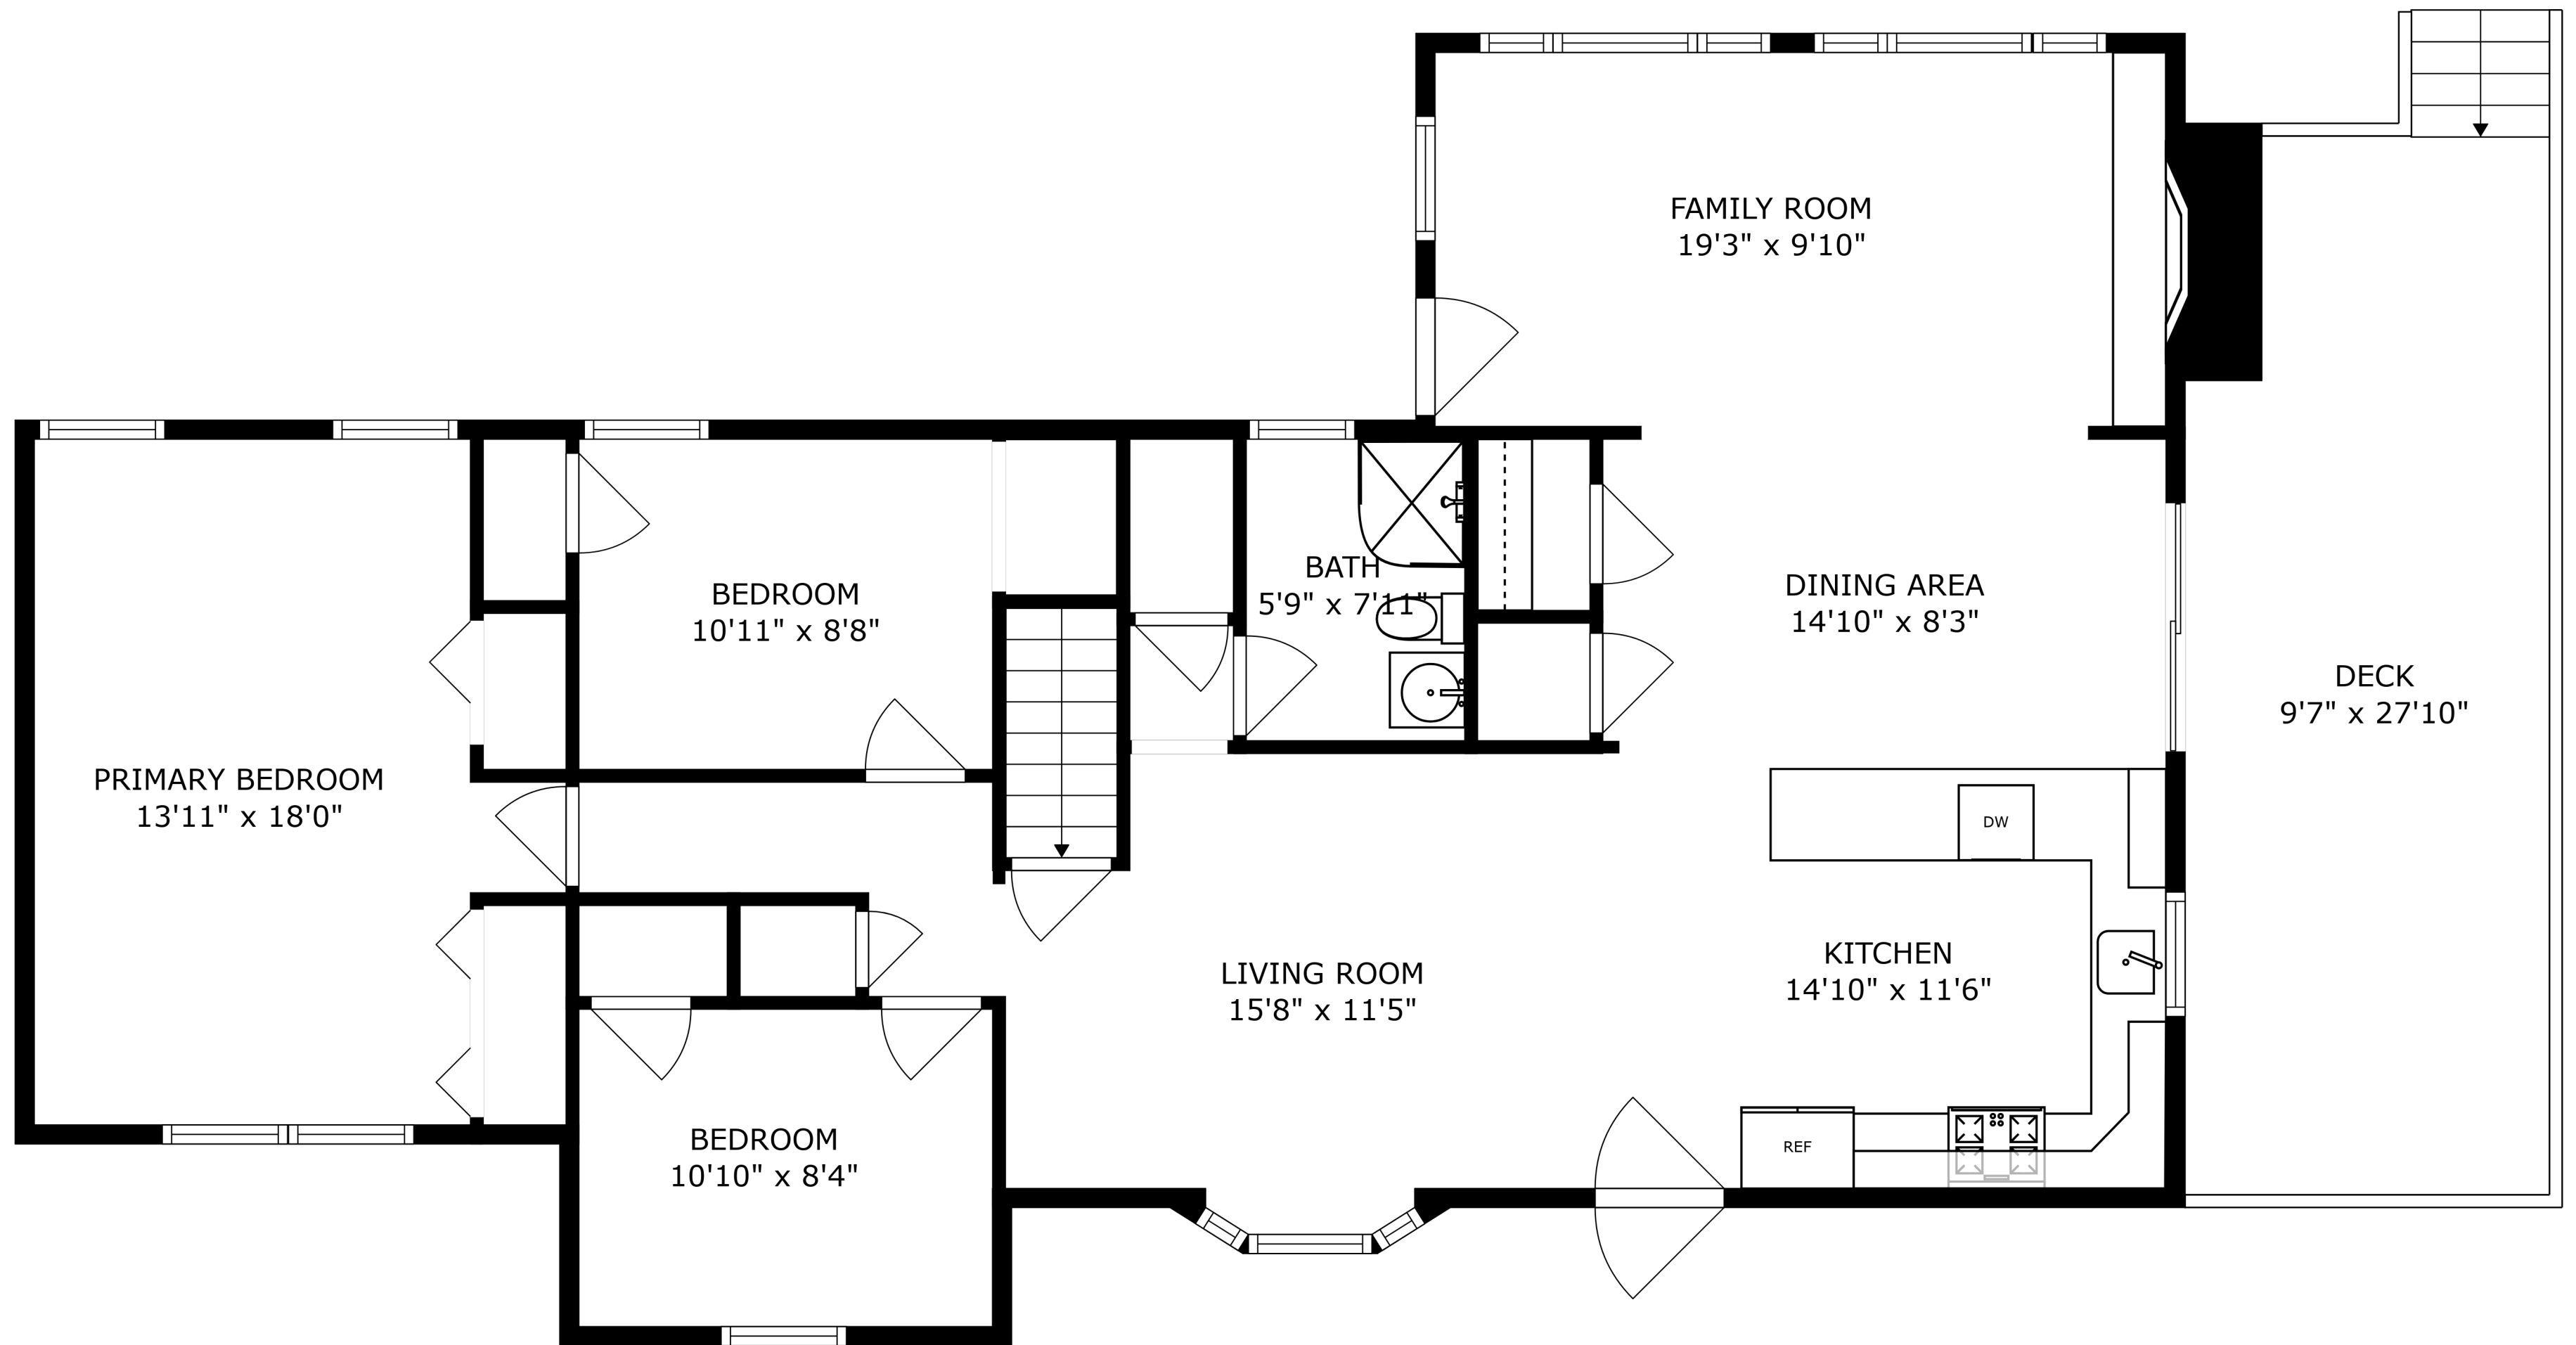 FAMILY ROOM
19'3" x 9'10"
BATH
5'9" x 7'11"
DINING AREA
14'10" x 8'3"
BEDROOM
10'11" x 8'8"
DECK
9'7" x 27'10"
PRIMARY BEDROOM
13'11" x 18'0"
DW
KITCHEN
14'10" x 11'6"
LIVING ROOM
15'8" x 11'5"
BEDROOM
10'10" x 8'4"
REF